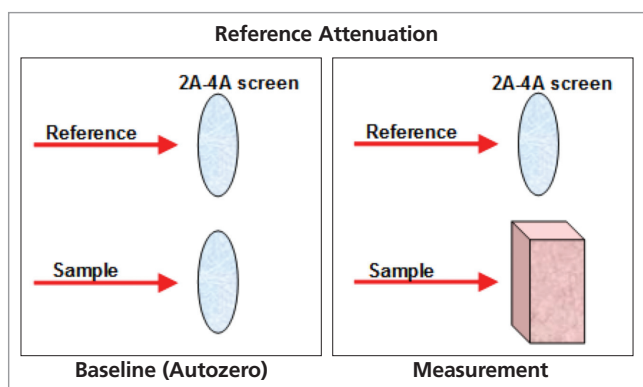 Reference Attenuation
2A-4A screen
Reference
Sample
Baseline (Autozero)
2A-4A screen
Reference
Sample
Measurement